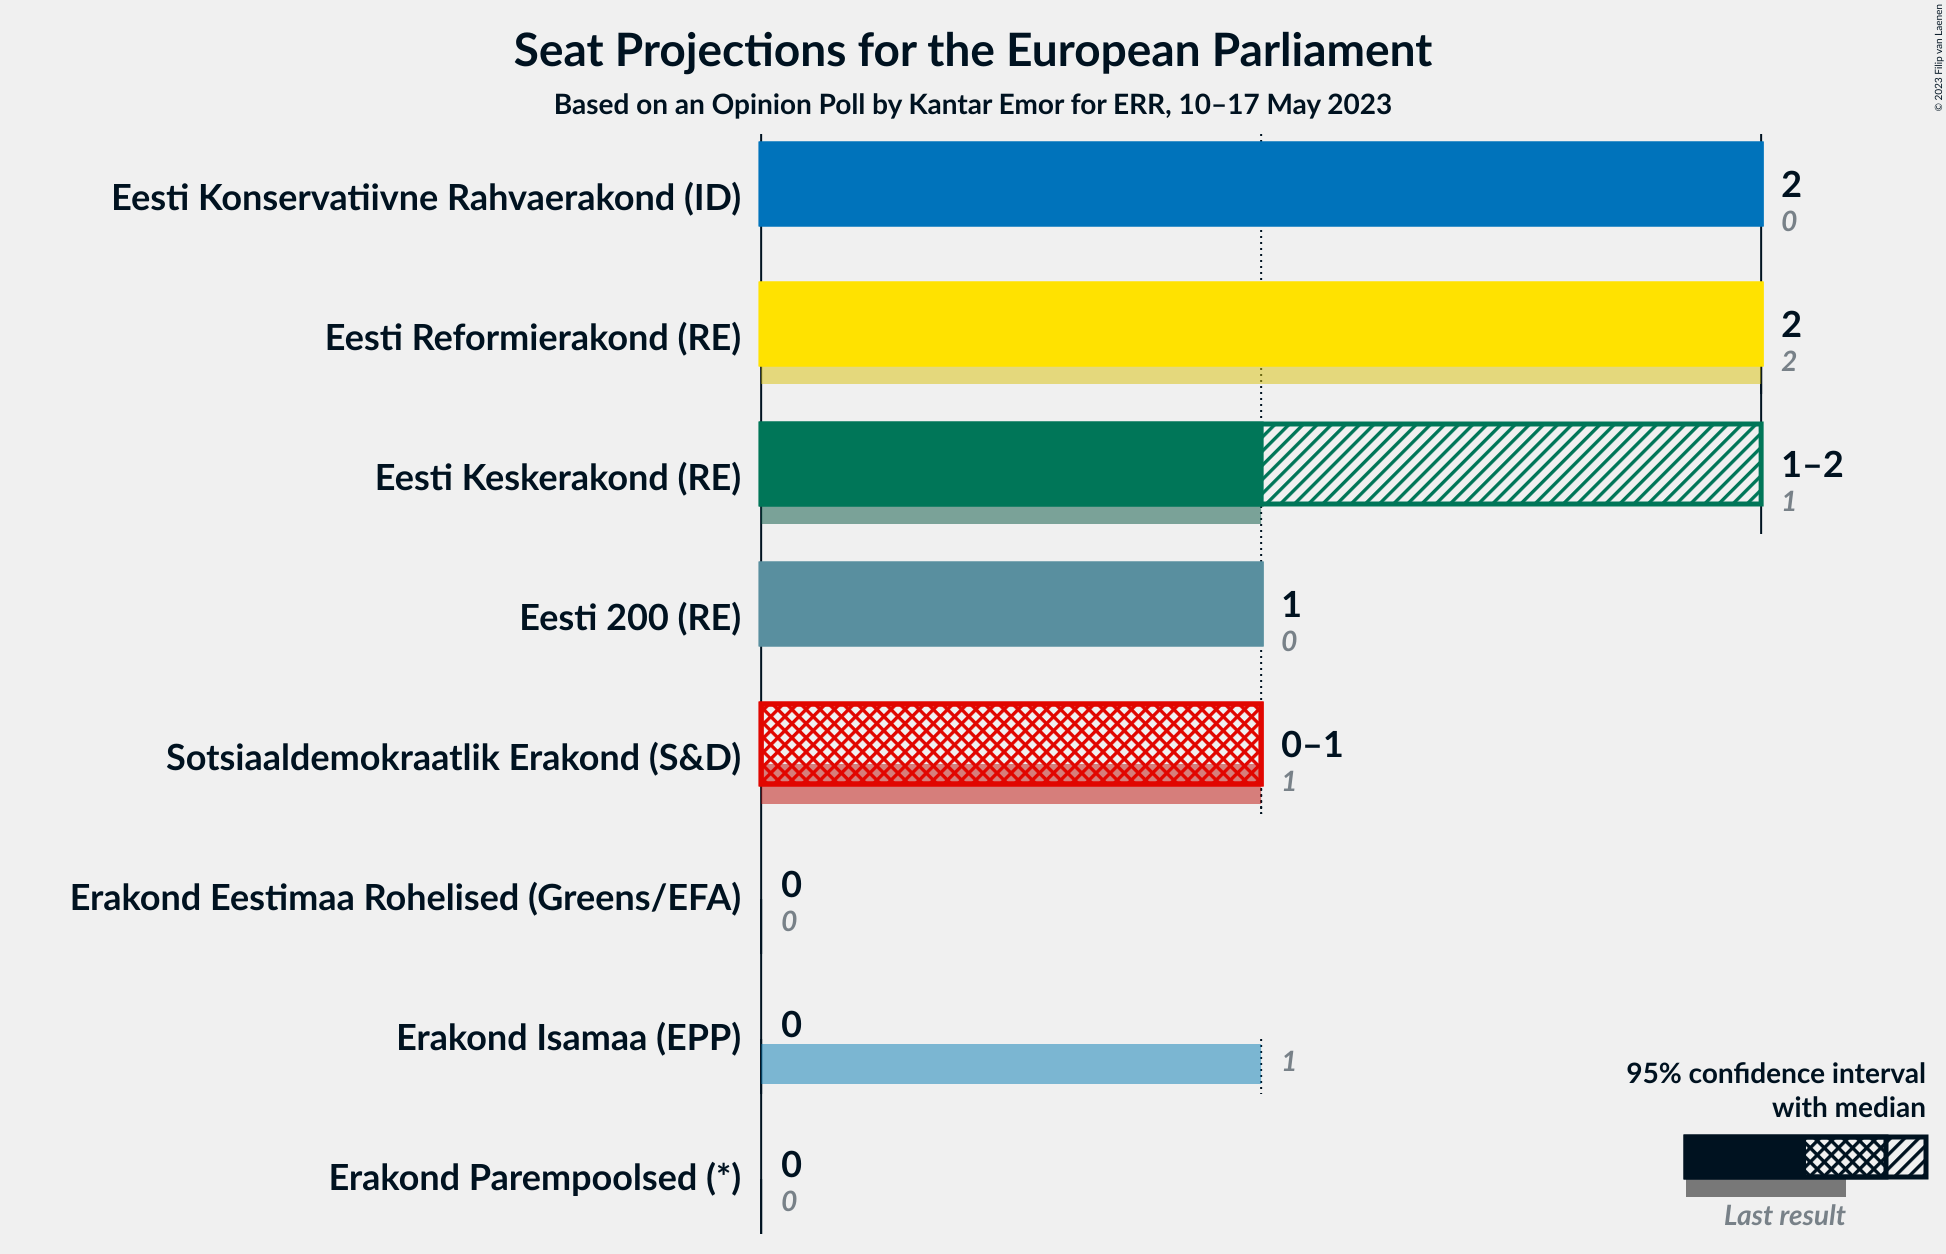 Seat Projections for the European Parliament
Based on an Opinion Poll by Kantar Emor for ERR, 10–17 May 2023
© 2023 Filip van Laenen
Eesti Konservatiivne Rahvaerakond (ID)
2
0
Eesti Reformierakond (RE)
2
2
Eesti Keskerakond (RE)
1–2
1
Eesti 200 (RE)
1
0
Sotsiaaldemokraatlik Erakond (S&D)
0–1
1
Erakond Eestimaa Rohelised (Greens/EFA)
0
0
Erakond Isamaa (EPP)
0
1
Erakond Parempoolsed (*)
0
0
95% confidence interval
with median
Last result